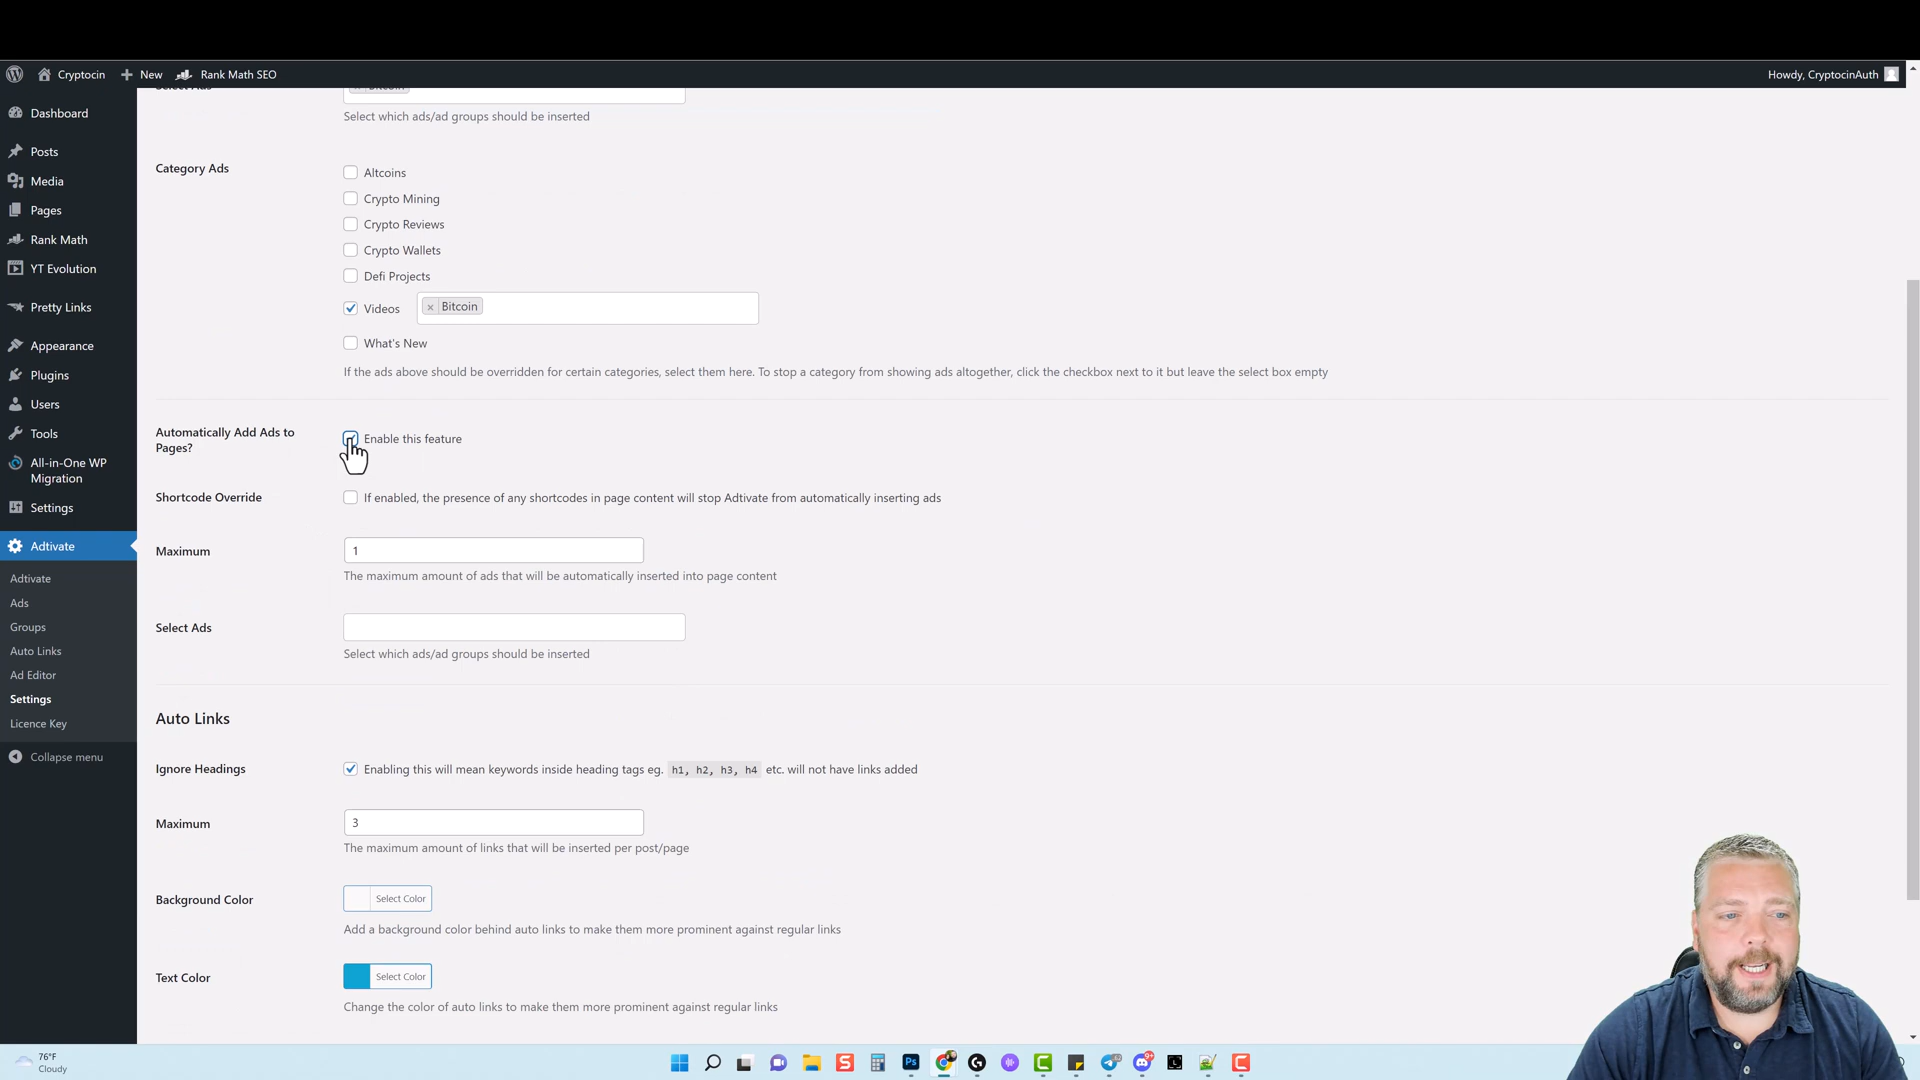 Cryptocin New Rank Math SEO Howdy, CryptocinAuth
Select Ads
Bitcoin
Select which ads/ad groups should be inserted
Dashboard
Posts
Media
Pages
Rank Math
YT Evolution
Pretty Links
Appearance
Plugins
Users
Tools
All-in-One WP
Migration
Settings
Adtivate
Adtivate
Ads
Groups
Auto Links
Ad Editor
Settings
Licence Key
Collapse menu
Category Ads
Altcoins
Crypto Mining
Crypto Reviews
Crypto Wallets
Defi Projects
Videos × Bitcoin
What's New
If the ads above should be overridden for certain categories, select them here. To stop a category from showing ads altogether, click the checkbox next to it but leave the select box empty
Automatically Add Ads to
Pages?
Enable this feature
Shortcode Override
If enabled, the presence of any shortcodes in page content will stop Adtivate from automatically inserting ads
Maximum
1
The maximum amount of ads that will be automatically inserted into page content
Select Ads
Select which ads/ad groups should be inserted
Auto Links
Ignore Headings
Enabling this will mean keywords inside heading tags eg. h1, h2, h3, h4 etc. will not have links added
Maximum
3
The maximum amount of links that will be inserted per post/page
Background Color
Select Color
Add a background color behind auto links to make them more prominent against regular links
Text Color
Select Color
Change the color of auto links to make them more prominent against regular links
76°F
Cloudy